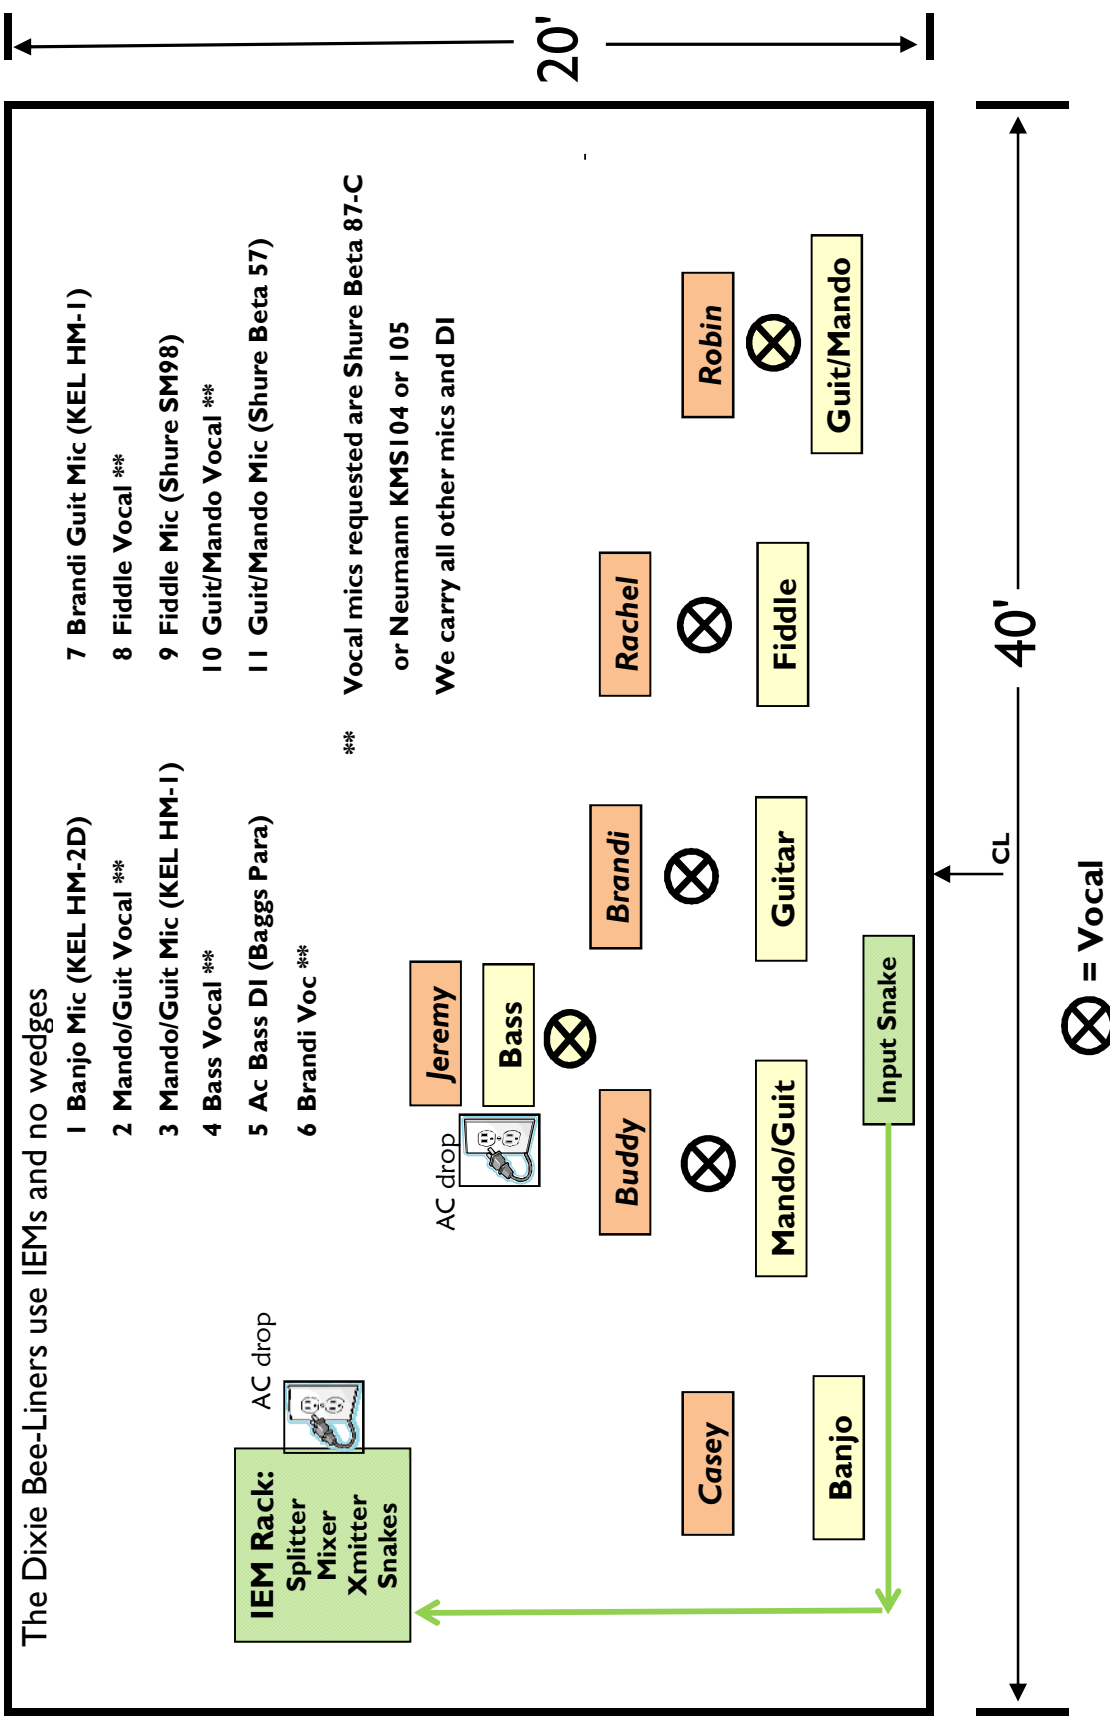 The Dixie Bee-Liners use IEMs and no wedges
1 Banjo Mic (KEL HM-2D)
2 Mando/Guit Vocal **
3 Mando/Guit Mic (KEL HM-1)
4 Bass Vocal **
5 Ac Bass DI (Baggs Para)
6 Brandi Voc **
7 Brandi Guit Mic (KEL HM-1)
8 Fiddle Vocal **
9 Fiddle Mic (Shure SM98)
10 Guit/Mando Vocal **
11 Guit/Mando Mic (Shure Beta 57)
** Vocal mics requested are Shure Beta 87-C
or Neumann KMS104 or 105
We carry all other mics and DI
IEM Rack:
Splitter
Mixer
Xmitter
Snakes
AC drop
AC drop
Jeremy
Bass
Casey
Banjo
Buddy
Mando/Guit
Brandi
Guitar
Rachel
Fiddle
Robin
Guit/Mando
Input Snake
CL
40'
20'
= Vocal